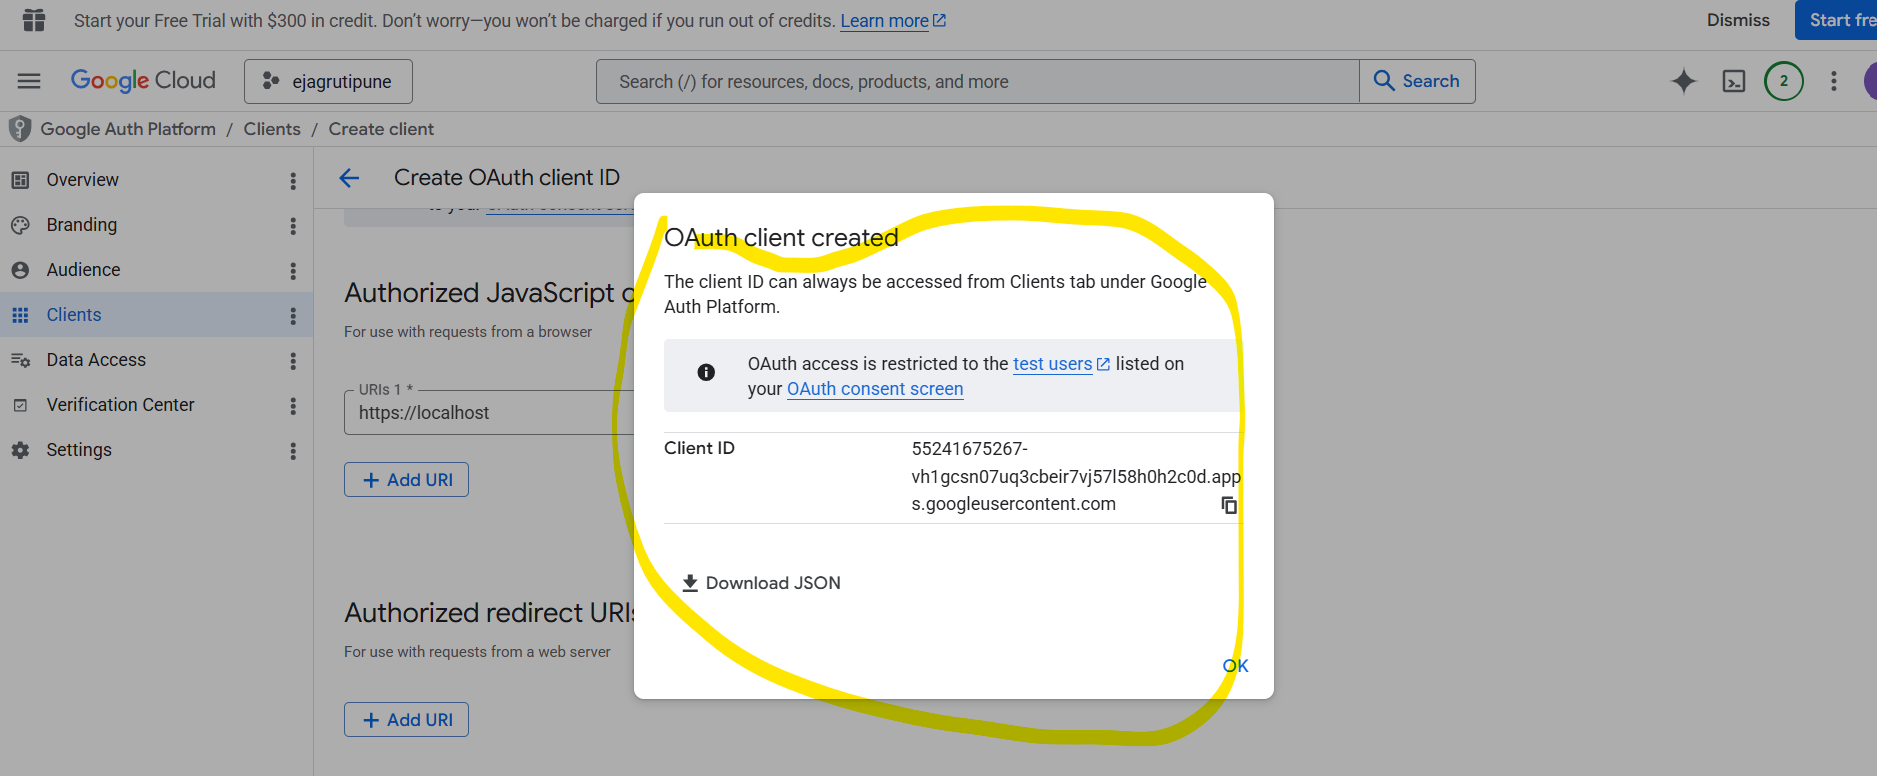 Start your Free Trial with $300 in credit. Don't worry—you won't be charged if you run out of credits. Learn more
Dismiss
Start fre
Google Cloud
ejagrutipune
Search (/) for resources, docs, products, and more
Search
2
Google Auth Platform / Clients / Create client
Overview
Branding
Audience
Clients
Data Access
Verification Center
Settings
Create OAuth client ID
Authorized JavaScript o
For use with requests from a browser
URIs 1 *
https://localhost
+ Add URI
Authorized redirect URIs
For use with requests from a web server
+ Add URI
OAuth client created
The client ID can always be accessed from Clients tab under Google
Auth Platform.
OAuth access is restricted to the test users listed on
your OAuth consent screen
Client ID
55241675267-
vh1gcsn07uq3cbeir7vj57l58h0h2c0d.app
s.googleusercontent.com
Download JSON
OK